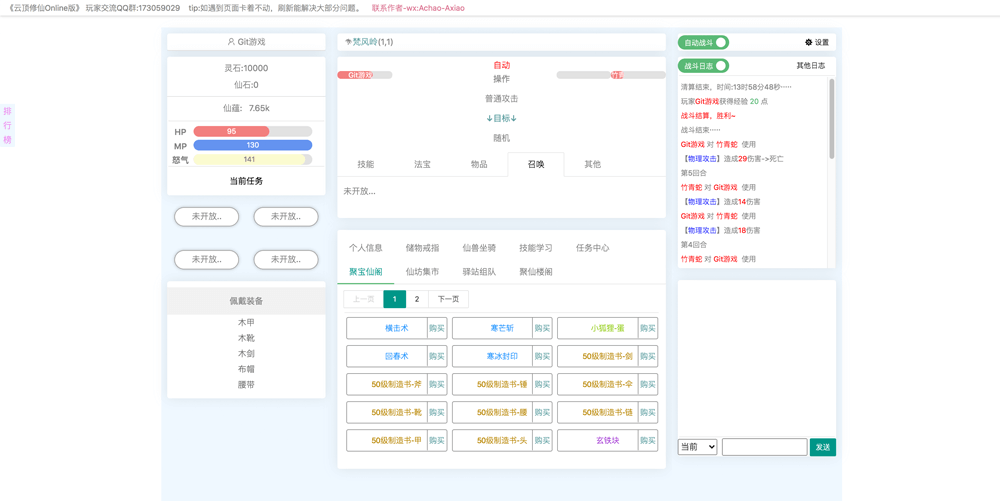 《云顶修仙Online版》 玩家交流QQ群:173059029 tip:如遇到页面卡着不动，刷新能解决大部分问题。 联系作者-wx:Achao-Axiao
排
行
榜
Git游戏
灵石:10000
仙石:0
仙蕴: 7.65k
HP 95
MP 130
怒气 141
当前任务
未开放.. 未开放..
未开放.. 未开放..
佩戴装备
木甲
木靴
木剑
布帽
腰带
梵风岭(1,1)
自动
Git游戏
操作
普通攻击
↓目标↓
随机
技能 法宝 物品 召唤 其他
未开放...
个人信息 储物戒指 仙兽坐骑 技能学习 任务中心
聚宝仙阁 仙坊集市 驿站组队 聚仙楼阁
上一页 1 2 下一页
横击术 购买 寒芒斩 购买 小狐狸-蛋 购买
回春术 购买 寒冰封印 购买 50级制造书-剑 购买
50级制造书-斧 购买 50级制造书-锤 购买 50级制造书-伞 购买
50级制造书-靴 购买 50级制造书-腰 购买 50级制造书-链 购买
50级制造书-甲 购买 50级制造书-头 购买 玄铁块 购买
自动战斗 设置
战斗日志 其他日志
清算结束，时间:13时58分48秒·····
玩家Git游戏获得经验 20 点
战斗结算，胜利~
战斗结束·····
Git游戏 对 竹青蛇 使用
【物理攻击】造成29伤害->死亡
第5回合
竹青蛇 对 Git游戏 使用
【物理攻击】造成14伤害
Git游戏 对 竹青蛇 使用
【物理攻击】造成18伤害
第4回合
竹青蛇 对 Git游戏 使用
当前 发送